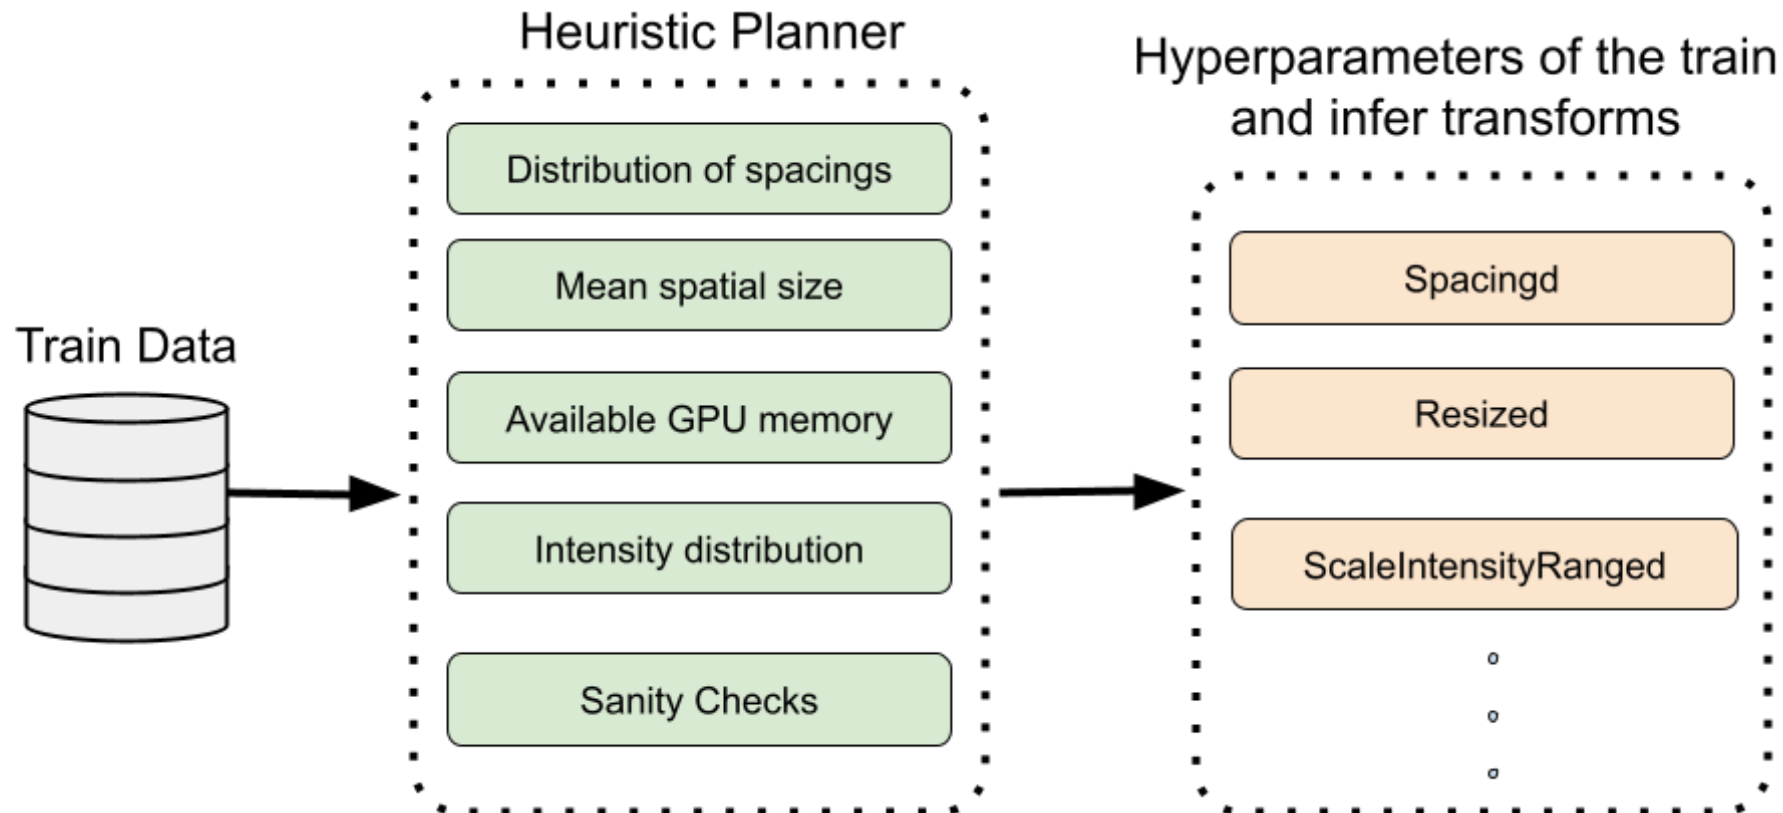 Train Data
Heuristic Planner
Distribution of spacings
Mean spatial size
Available GPU memory
Intensity distribution
Sanity Checks
Hyperparameters of the train
and infer transforms
Spacingd
Resized
ScaleIntensityRanged